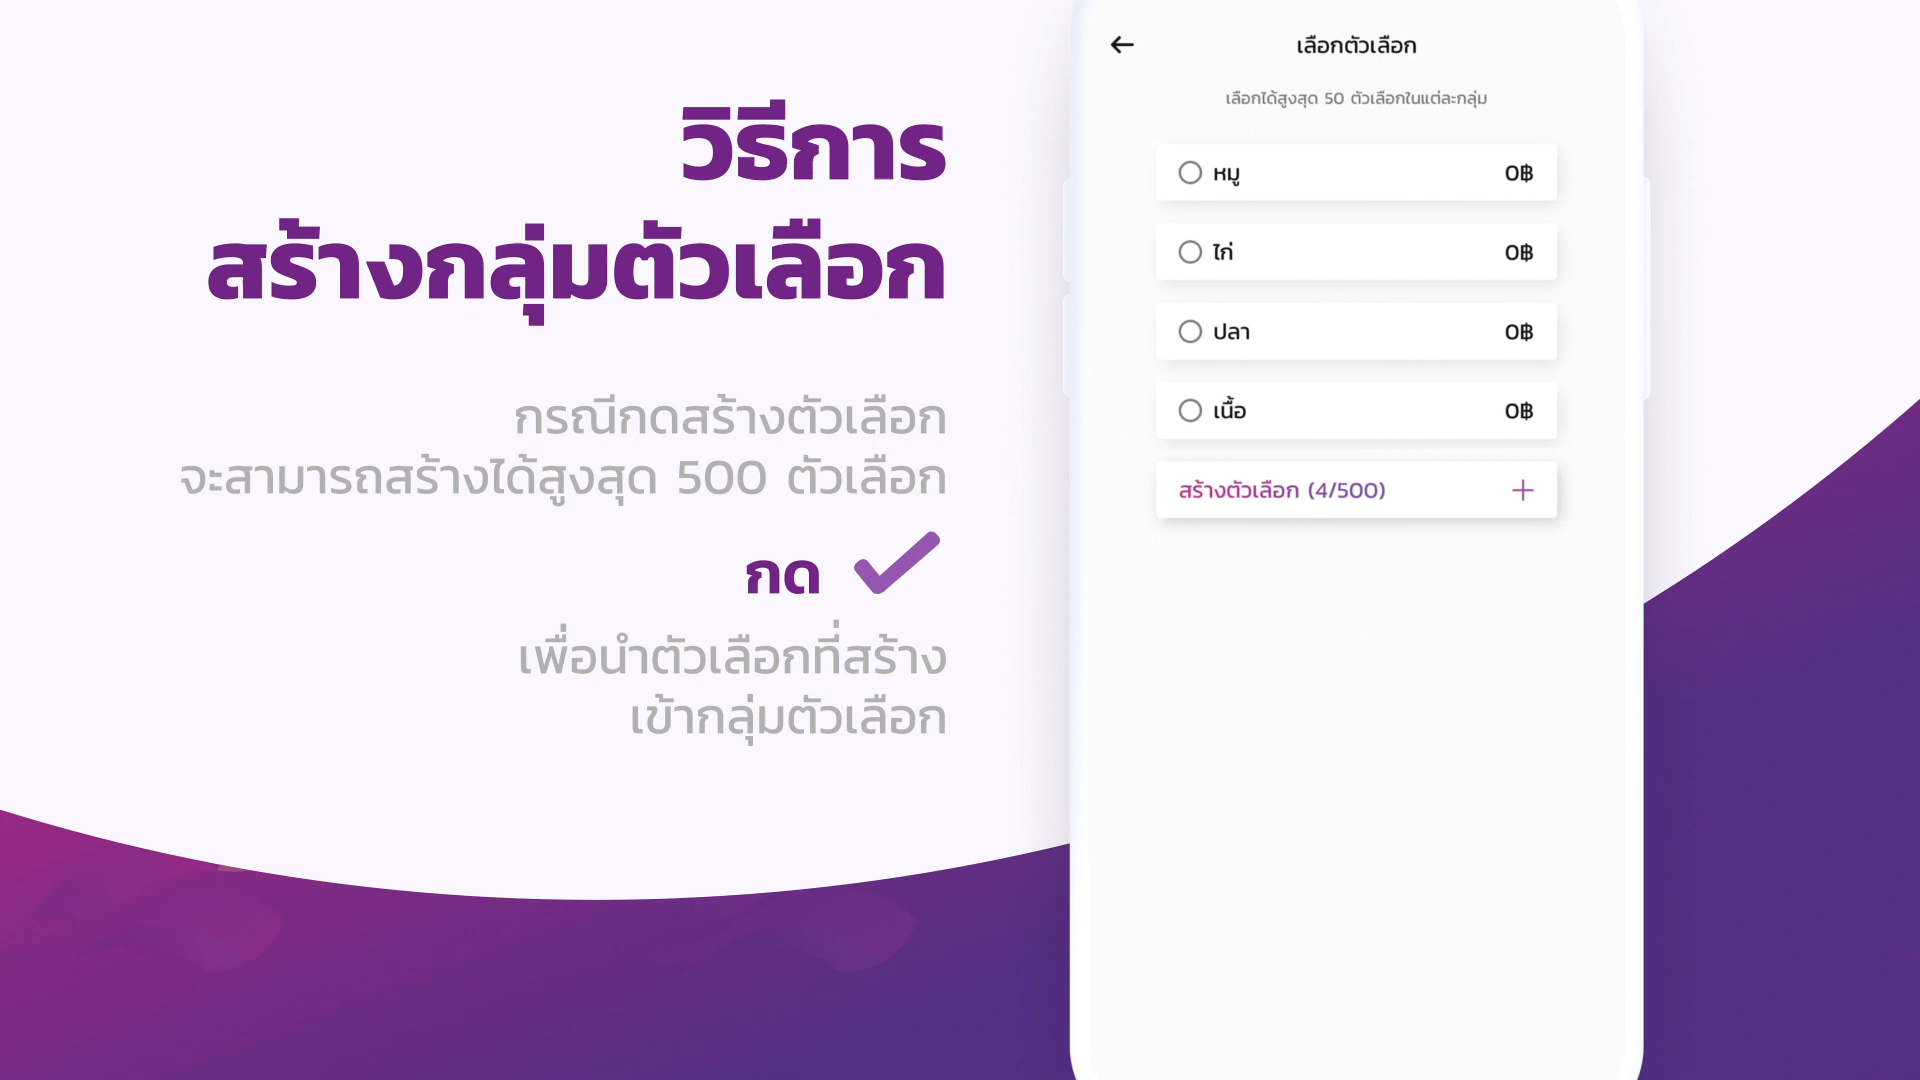 วิธีการ
สร้างกลุ่มตัวเลือก
กรณีกดสร้างตัวเลือก
จะสามารถสร้างได้สูงสุด 500 ตัวเลือก
กด
เพื่อนำตัวเลือกที่สร้าง
เข้ากลุ่มตัวเลือก
เลือกตัวเลือก
เลือกได้สูงสุด 50 ตัวเลือกในแต่ละกลุ่ม
หมู 0฿
ไก่ 0฿
ปลา 0฿
เนื้อ 0฿
สร้างตัวเลือก (4/500) +